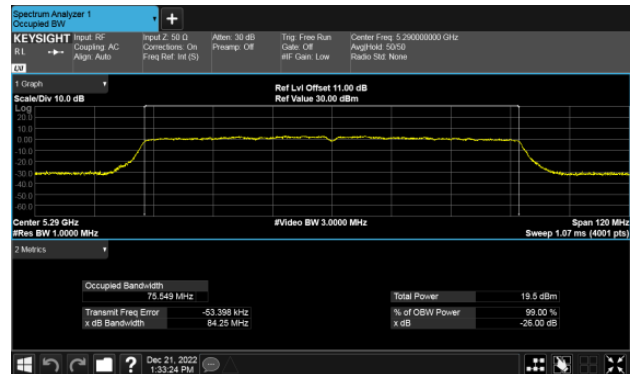 Spectrum Analyzer 1
Occupied BW
+
KEYSIGHT Input: RF Input Z: 50 Ω Atten: 30 dB Trig: Free Run Center Freq: 5.290000000 GHz
RL Coupling: AC Corrections: On Preamp: Off Gate: Off Avg|Hold: 50/50
Align: Auto Freq Ref: Int (S) #IF Gain: Low Radio Std: None
LXI
1 Graph
Ref Lvl Offset 11.00 dB
Scale/Div 10.0 dB Ref Value 30.00 dBm
Log
20.0
10.0
0.00
-10.0
-20.0
-30.0
-40.0
-50.0
-60.0
Center 5.29 GHz #Video BW 3.0000 MHz Span 120 MHz
#Res BW 1.0000 MHz Sweep 1.07 ms (4001 pts)
2 Metrics
Occupied Bandwidth
75.549 MHz Total Power 19.5 dBm
Transmit Freq Error -53.398 kHz % of OBW Power 99.00 %
x dB Bandwidth 84.25 MHz x dB -26.00 dB
? Dec 21, 2022
1:33:24 PM